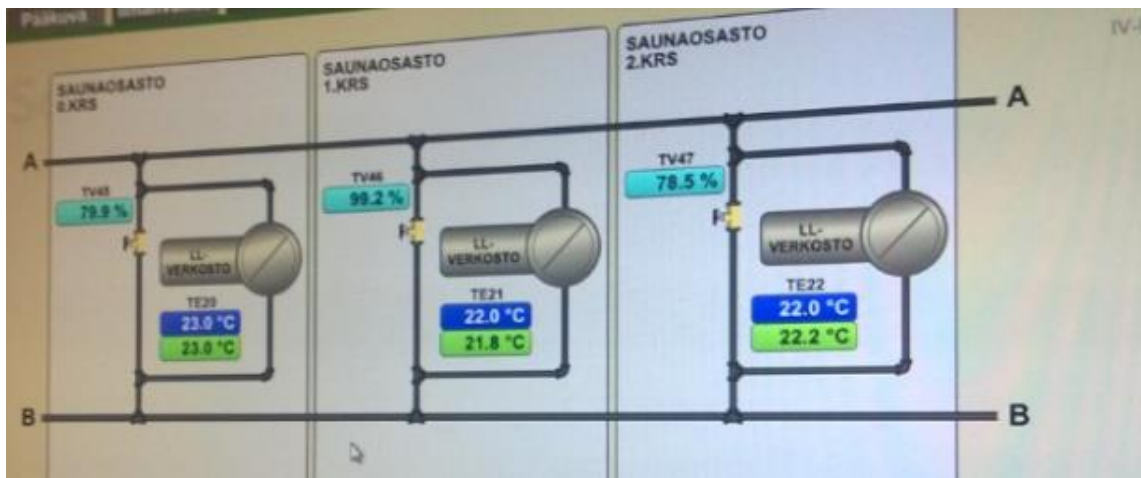 Pääkuva
IV-
SAUNAOSASTO
0.KRS
SAUNAOSASTO
1.KRS
SAUNAOSASTO
2.KRS
A
A
TV45
79.9 %
TV46
99.2 %
TV47
78.5 %
LL-
VERKOSTO
LL-
VERKOSTO
LL-
VERKOSTO
TE20
23.0 °C
23.0 °C
TE21
22.0 °C
21.8 °C
TE22
22.0 °C
22.2 °C
B
B